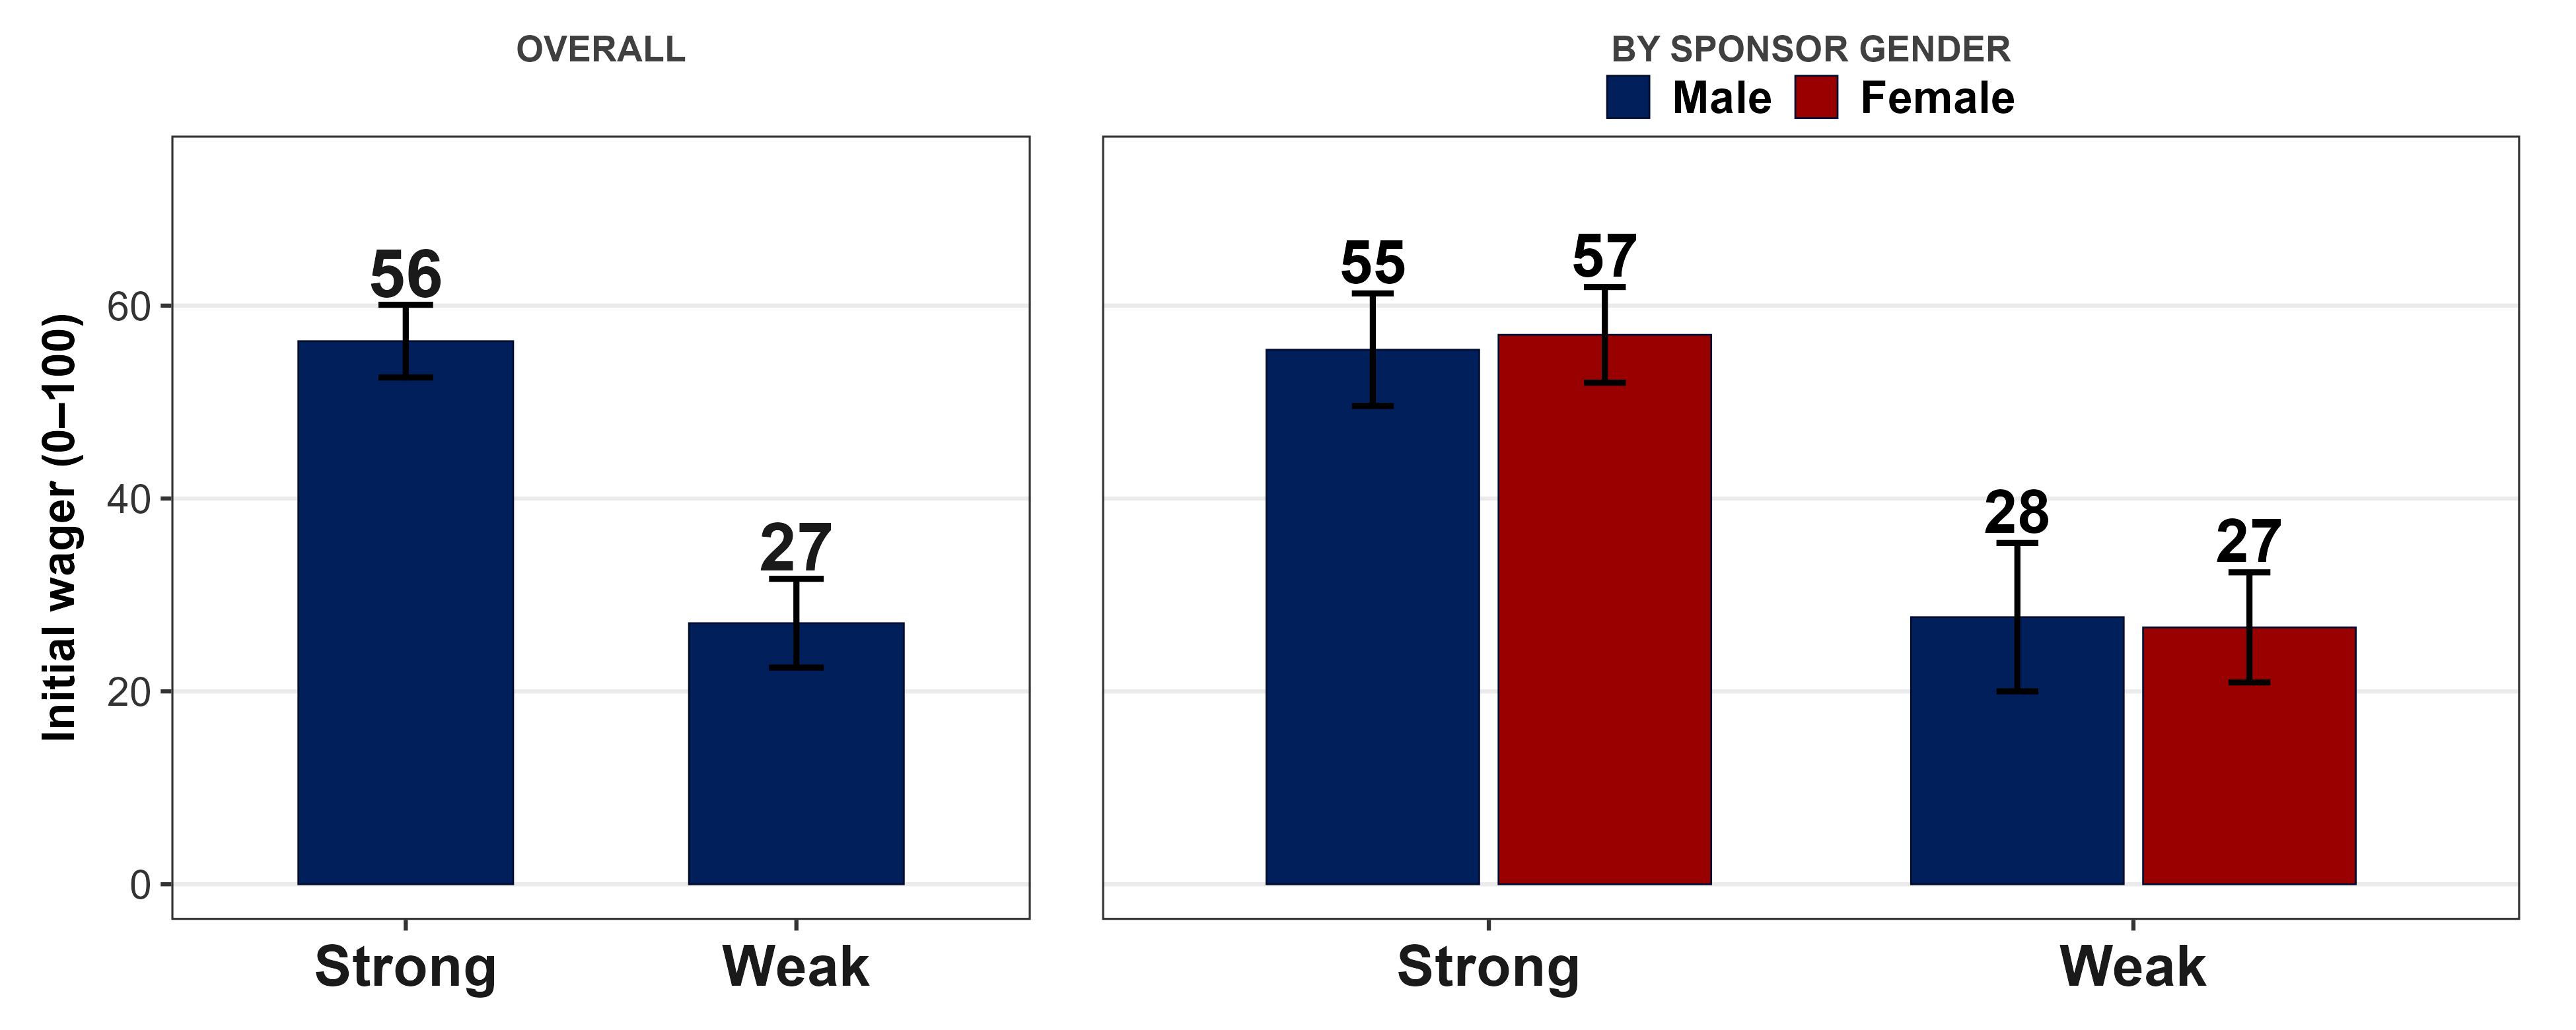 OVERALL
BY SPONSOR GENDER
Male Female
Initial wager (0–100)
60
40
20
0
56
27
55
57
28
27
Strong
Weak
Strong
Weak